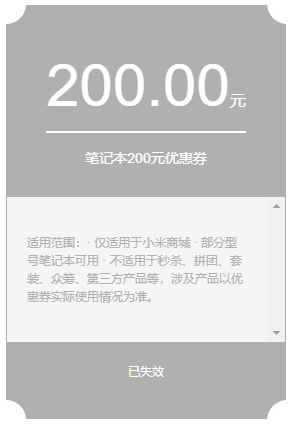 200.00元
笔记本200元优惠券
适用范围：· 仅适用于小米商城 · 部分型
号笔记本可用 · 不适用于秒杀、拼团、套
装、众筹、第三方产品等，涉及产品以优
惠券实际使用情况为准。
已失效